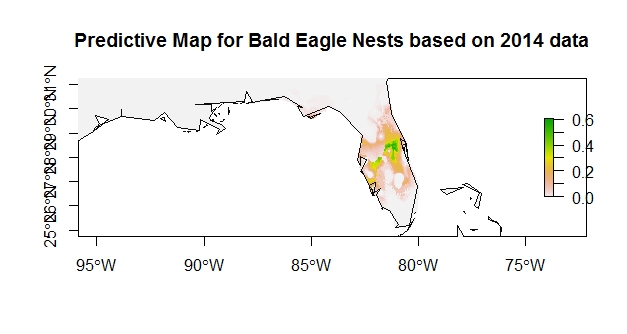 Predictive Map for Bald Eagle Nests based on 2014 data
25°N 26°N 27°N 28°N 29°N 30°N 31°N
0.6
0.4
0.2
0.0
95°W 90°W 85°W 80°W 75°W